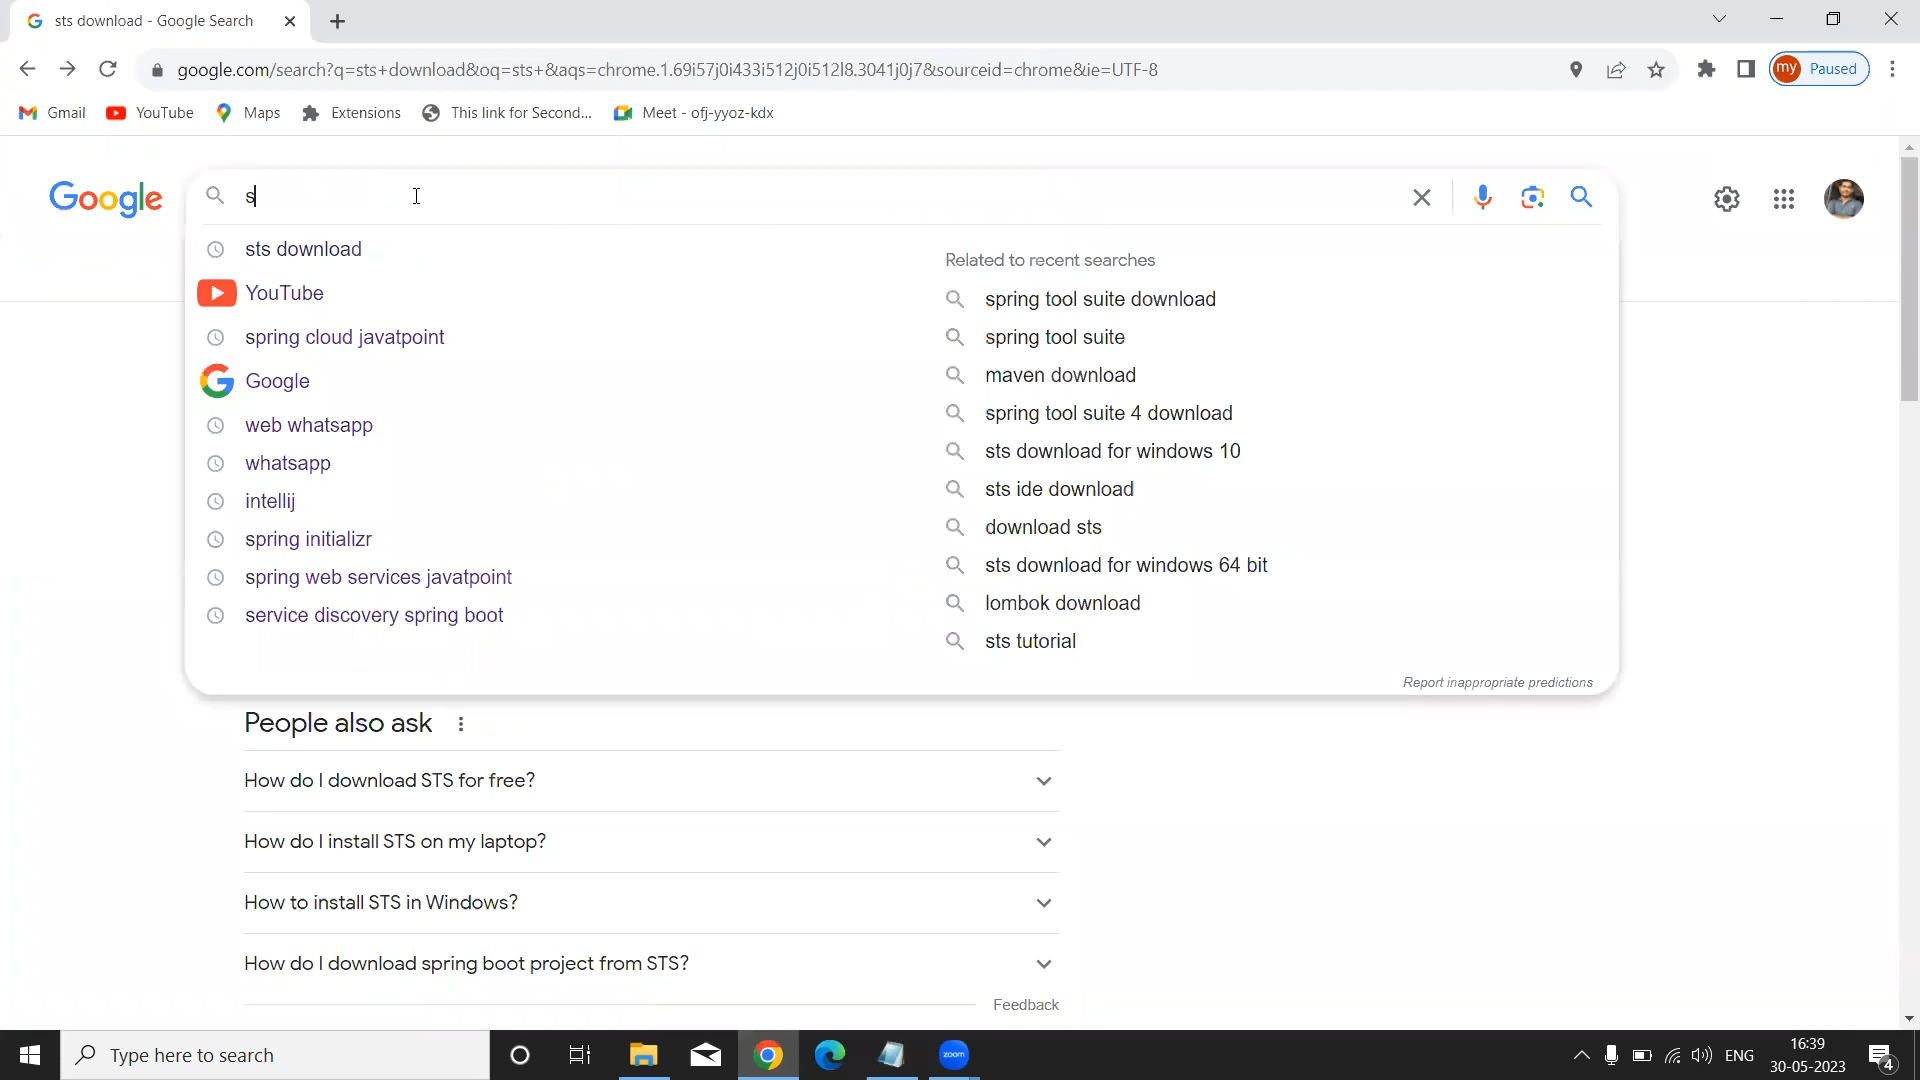 sts download - Google Search
google.com/search?q=sts+download&oq=sts+&aqs=chrome.1.69i57j0i433i512j0i512l8.3041j0j7&sourceid=chrome&ie=UTF-8
my Paused
Gmail YouTube Maps Extensions This link for Second... Meet - ofj-yyoz-kdx
Google
s
sts download
YouTube
spring cloud javatpoint
Google
web whatsapp
whatsapp
intellij
spring initializr
spring web services javatpoint
service discovery spring boot
Related to recent searches
spring tool suite download
spring tool suite
maven download
spring tool suite 4 download
sts download for windows 10
sts ide download
download sts
sts download for windows 64 bit
lombok download
sts tutorial
Report inappropriate predictions
People also ask
How do I download STS for free?
How do I install STS on my laptop?
How to install STS in Windows?
How do I download spring boot project from STS?
Feedback
Type here to search
zoom
ENG
16:39
30-05-2023
4